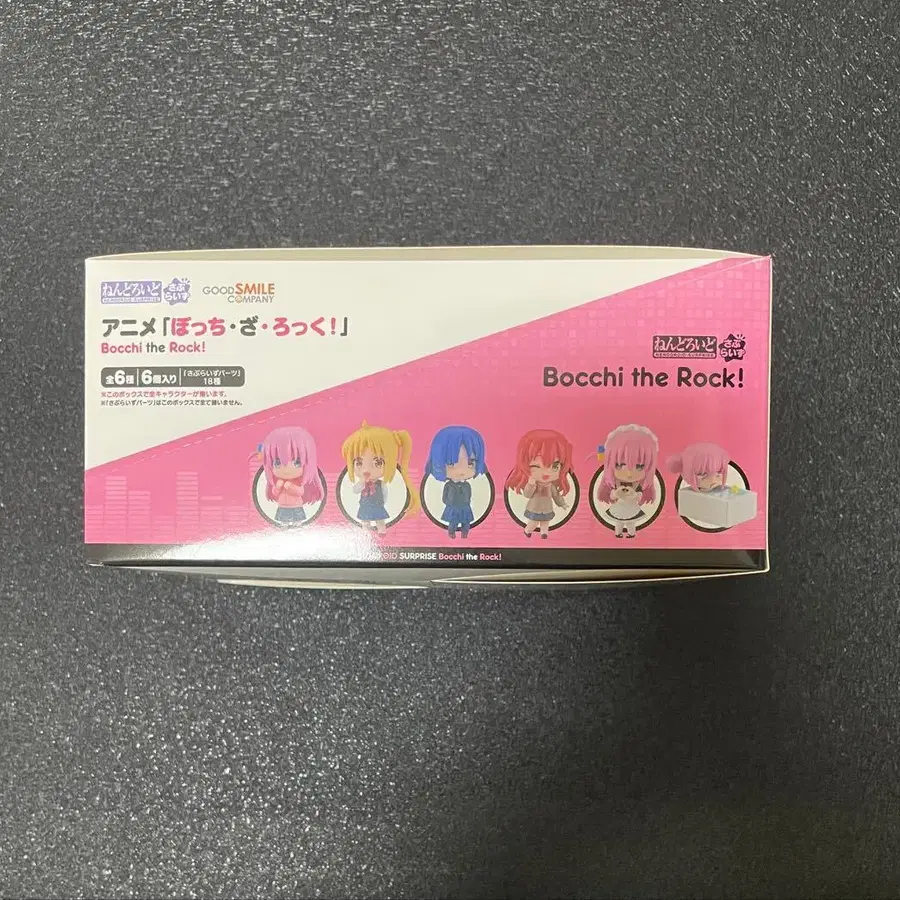 ねんどろいど さぷらいず
NENDOROID SURPRISE
GOOD SMILE COMPANY
アニメ「ぼっち・ざ・ろっく!」
Bocchi the Rock!
全6種 6個入り 「さぷらいずパーツ」18種
※このボックスで全キャラクターが揃います。
※「さぷらいずパーツ」はこのボックスで全て揃いません。
ねんどろいど さぷらいず
NENDOROID SURPRISE
Bocchi the Rock!
OID SURPRISE Bocchi the Rock!